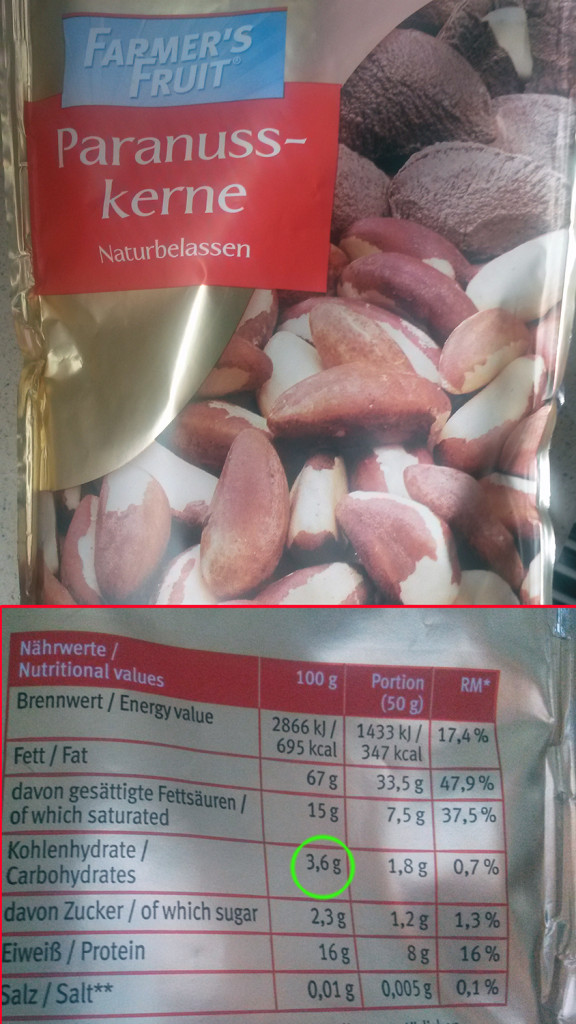 FARMER'S
FRUIT®
Paranuss-
kerne
Naturbelassen
Nährwerte /
Nutritional values
100 g
Portion
(50 g)
RM*
Brennwert / Energy value
2866 kJ /
695 kcal
1433 kJ /
347 kcal
17,4 %
Fett / Fat
67 g
33,5 g
47,9 %
davon gesättigte Fettsäuren /
of which saturated
15 g
7,5 g
37,5 %
Kohlenhydrate /
Carbohydrates
3,6 g
1,8 g
0,7 %
davon Zucker / of which sugar
2,3 g
1,2 g
1,3 %
Eiweiß / Protein
16 g
8 g
16 %
Salz / Salt**
0,01 g
0,005 g
0,1 %